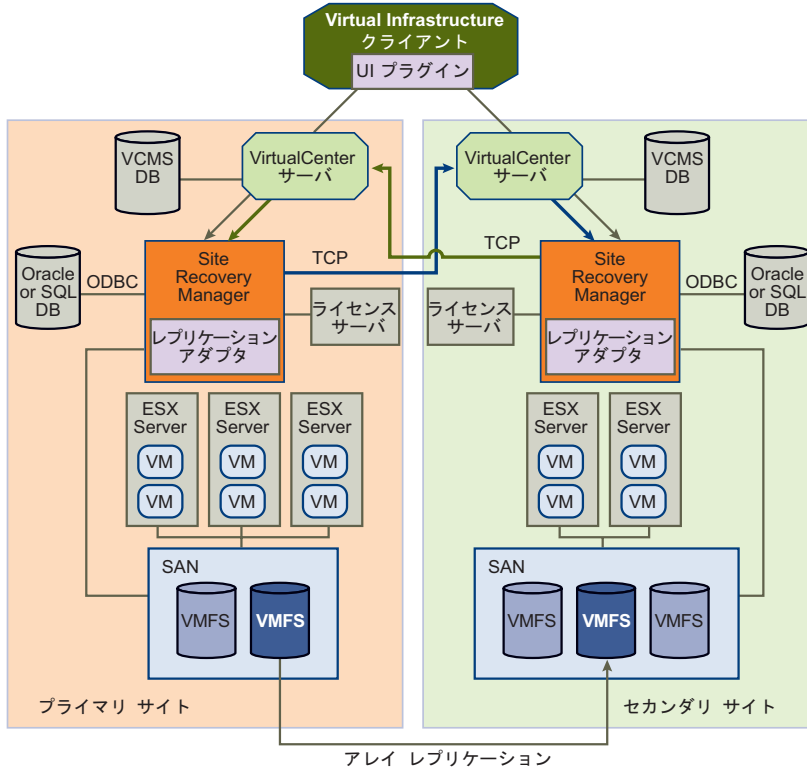 Virtual Infrastructure
クライアント
UI プラグイン
VCMS
DB
VirtualCenter
サーバ
VirtualCenter
サーバ
VCMS
DB
Oracle
or SQL
DB
ODBC
Site
Recovery
Manager
TCP
TCP
Site
Recovery
Manager
ODBC
Oracle
or SQL
DB
レプリケーション
アダプタ
ライセンス
サーバ
ライセンス
サーバ
レプリケーション
アダプタ
ESX
Server
VM
VM
ESX
Server
VM
VM
ESX
Server
VM
VM
ESX
Server
VM
VM
ESX
Server
VM
VM
SAN
VMFS
VMFS
SAN
VMFS
VMFS
VMFS
プライマリ サイト
セカンダリ サイト
アレイ レプリケーション